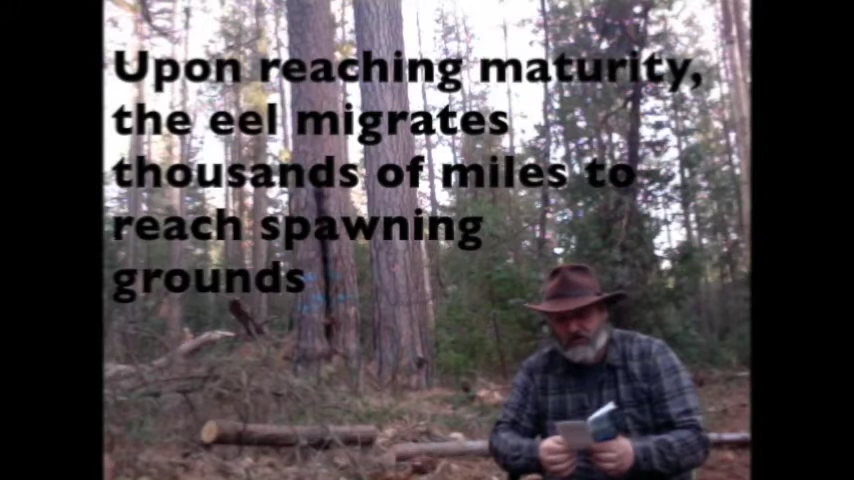 Upon reaching maturity,
the eel migrates
thousands of miles to
reach spawning
grounds